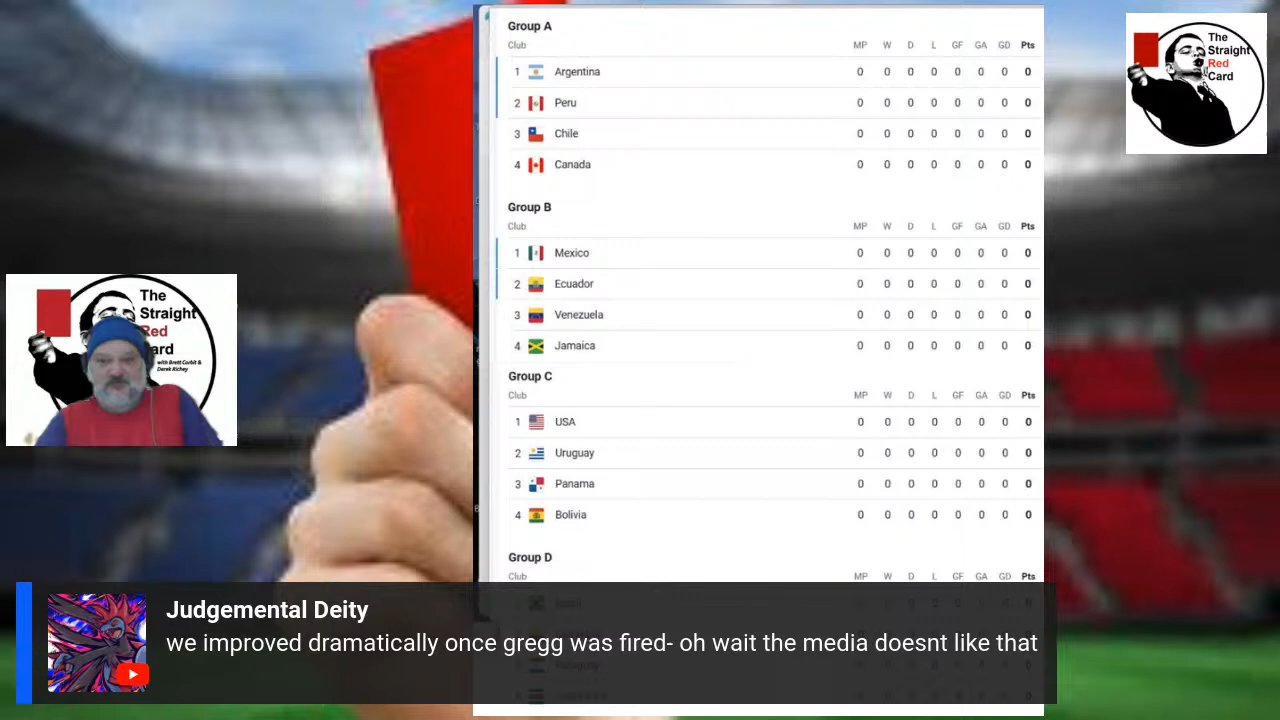 Group A
Club MP W D L GF GA GD Pts
1 Argentina 0 0 0 0 0 0 0 0
2 Peru 0 0 0 0 0 0 0 0
3 Chile 0 0 0 0 0 0 0 0
4 Canada 0 0 0 0 0 0 0 0
Group B
Club MP W D L GF GA GD Pts
1 Mexico 0 0 0 0 0 0 0 0
2 Ecuador 0 0 0 0 0 0 0 0
3 Venezuela 0 0 0 0 0 0 0 0
4 Jamaica 0 0 0 0 0 0 0 0
Group C
Club MP W D L GF GA GD Pts
1 USA 0 0 0 0 0 0 0 0
2 Uruguay 0 0 0 0 0 0 0 0
3 Panama 0 0 0 0 0 0 0 0
4 Bolivia 0 0 0 0 0 0 0 0
Group D
Club MP W D L GF GA GD Pts
The
Straight
Red
Card
The
Straight
Red
ard
with Brett Corbit &
Derek Richey
Judgemental Deity
we improved dramatically once gregg was fired- oh wait the media doesnt like that